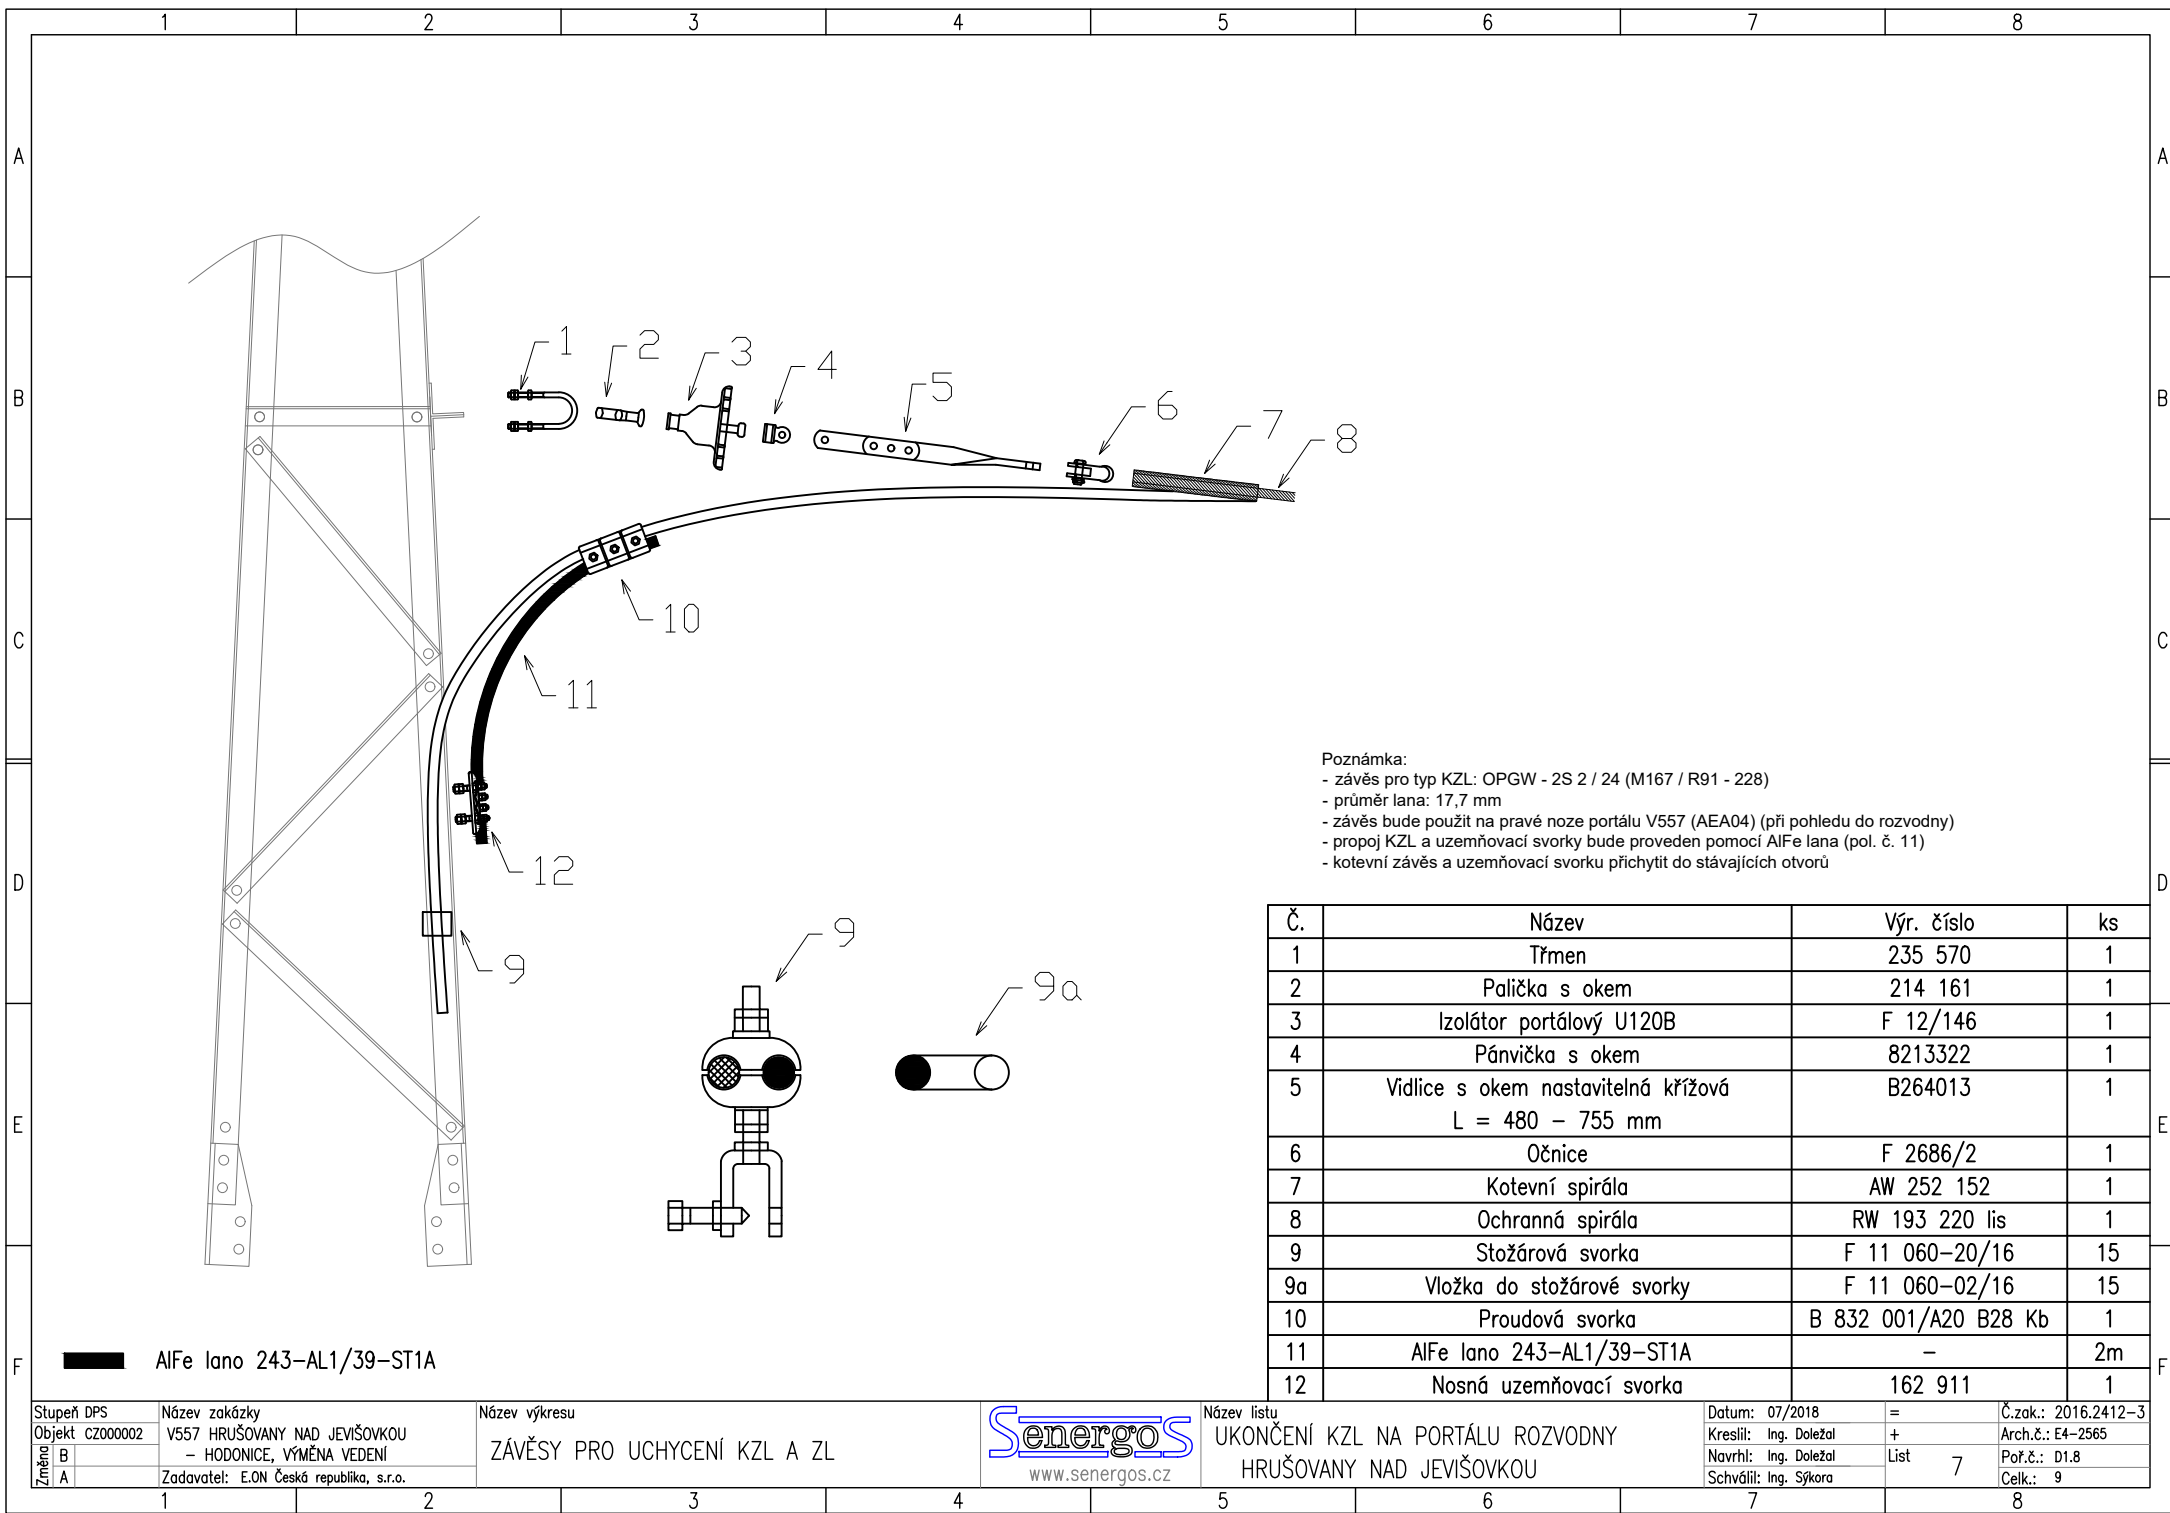 1 2 3 4 5 6 7 8
A A
B B
C C
D D
E E
F F
1
2
3
4
5
6
7
8
10
11
12
9
9
9a
Poznámka:
- závěs pro typ KZL: OPGW - 2S 2 / 24 (M167 / R91 - 228)
- průměr lana: 17,7 mm
- závěs bude použit na pravé noze portálu V557 (AEA04) (při pohledu do rozvodny)
- propoj KZL a uzemňovací svorky bude proveden pomocí AlFe lana (pol. č. 11)
- kotevní závěs a uzemňovací svorku přichytit do stávajících otvorů
Č. Název Výr. číslo ks
1 Třmen 235 570 1
2 Palička s okem 214 161 1
3 Izolátor portálový U120B F 12/146 1
4 Pánvička s okem 8213322 1
5 Vidlice s okem nastavitelná křížová B264013 1
L = 480 – 755 mm
6 Očnice F 2686/2 1
7 Kotevní spirála AW 252 152 1
8 Ochranná spirála RW 193 220 lis 1
9 Stožárová svorka F 11 060–20/16 15
9a Vložka do stožárové svorky F 11 060–02/16 15
10 Proudová svorka B 832 001/A20 B28 Kb 1
11 AlFe lano 243–AL1/39–ST1A – 2m
12 Nosná uzemňovací svorka 162 911 1
AlFe lano 243–AL1/39–ST1A
Stupeň DPS
Objekt CZ000002
Změna
B
A
Název zakázky
V557 HRUŠOVANY NAD JEVIŠOVKOU
– HODONICE, VÝMĚNA VEDENÍ
Zadavatel: E.ON Česká republika, s.r.o.
Název výkresu
ZÁVĚSY PRO UCHYCENÍ KZL A ZL
SenergoS
www.senergos.cz
Název listu
UKONČENÍ KZL NA PORTÁLU ROZVODNY
HRUŠOVANY NAD JEVIŠOVKOU
Datum: 07/2018
Kreslil: Ing. Doležal
Navrhl: Ing. Doležal
Schválil: Ing. Sýkora
=
+
List 7
Č.zak.: 2016.2412–3
Arch.č.: E4–2565
Poř.č.: D1.8
Celk.: 9
1 2 3 4 5 6 7 8